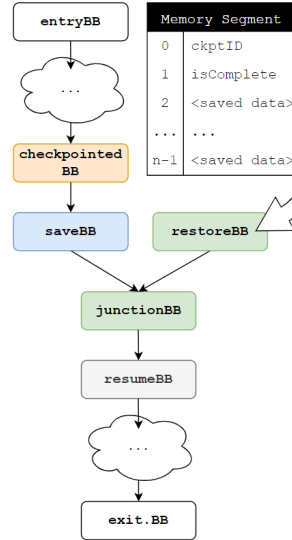 entryBB
...
checkpointed
BB
saveBB
restoreBB
junctionBB
resumeBB
...
exit.BB
Memory Segment
0 ckptID
1 isComplete
2 <saved data>
... ...
n-1 <saved data>